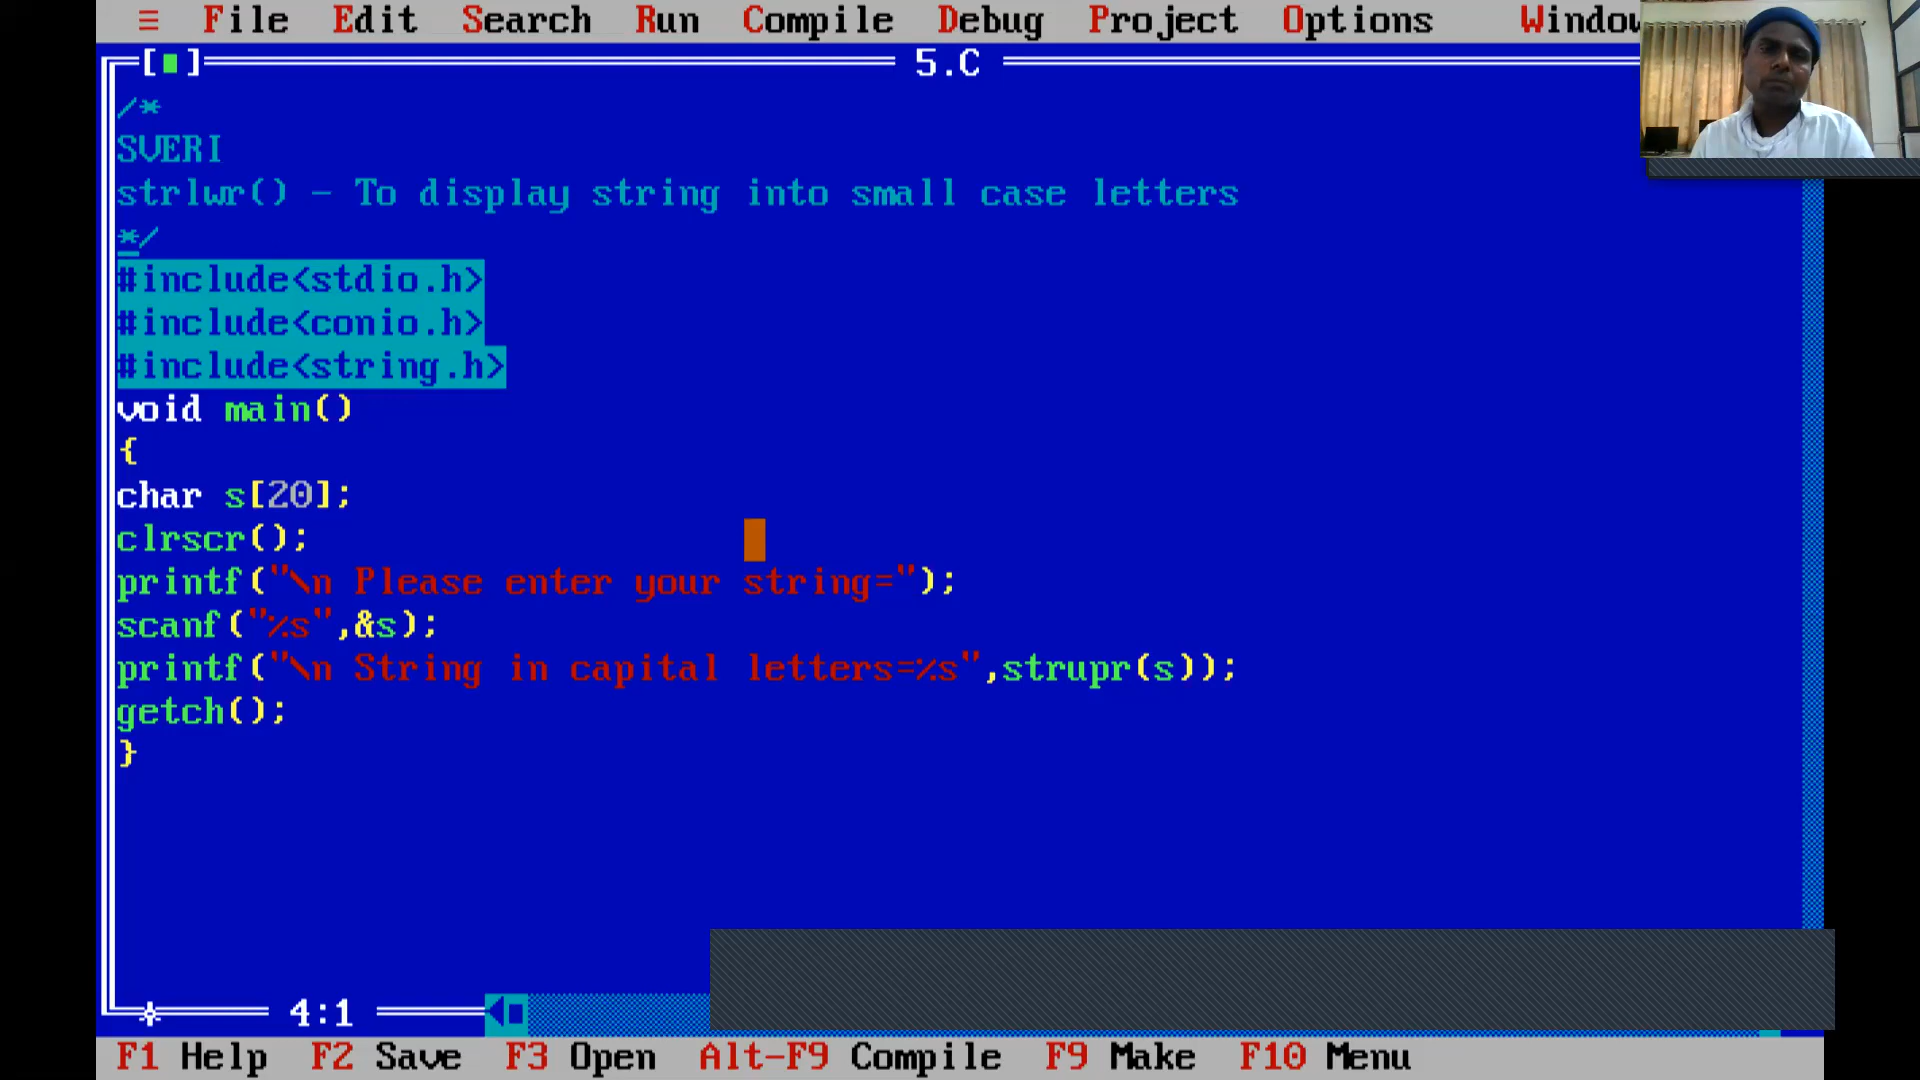 ≡ File Edit Search Run Compile Debug Project Options Window
[■] 5.C
/*
SVERI
strlwr() - To display string into small case letters
*/
#include<stdio.h>
#include<conio.h>
#include<string.h>
void main()
{
char s[20];
clrscr();
printf("\n Please enter your string=");
scanf("%s",&s);
printf("\n String in capital letters=%s",strupr(s));
getch();
}
4:1
F1 Help F2 Save F3 Open Alt-F9 Compile F9 Make F10 Menu